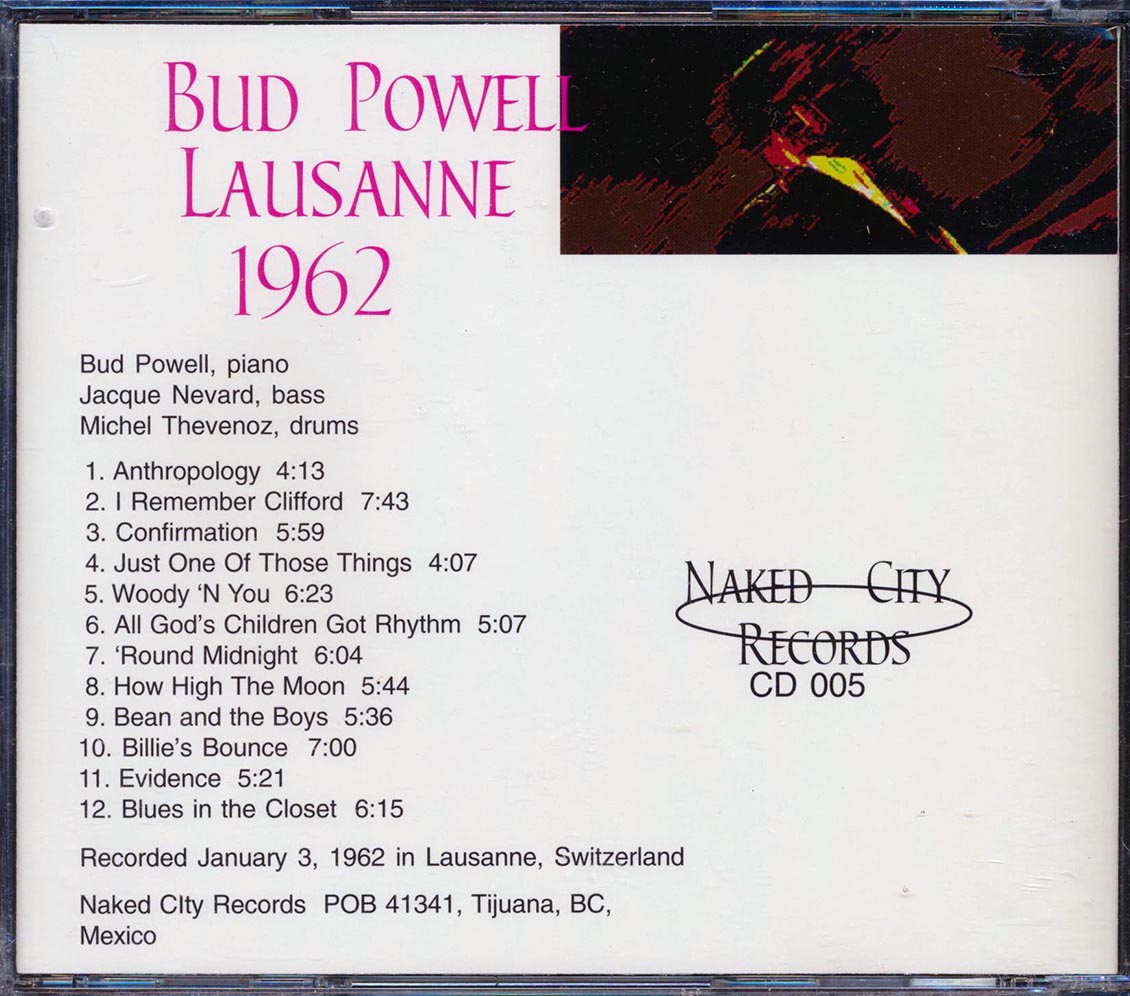 BUD POWELL
LAUSANNE
1962
Bud Powell, piano
Jacque Nevard, bass
Michel Thevenoz, drums
1. Anthropology 4:13
2. I Remember Clifford 7:43
3. Confirmation 5:59
4. Just One Of Those Things 4:07
5. Woody ‘N You 6:23
6. All God's Children Got Rhythm 5:07
7. ‘Round Midnight 6:04
8. How High The Moon 5:44
9. Bean and the Boys 5:36
10. Billie's Bounce 7:00
11. Evidence 5:21
12. Blues in the Closet 6:15
NAKED CITY
RECORDS
CD 005
Recorded January 3, 1962 in Lausanne, Switzerland
Naked CIty Records POB 41341, Tijuana, BC,
Mexico